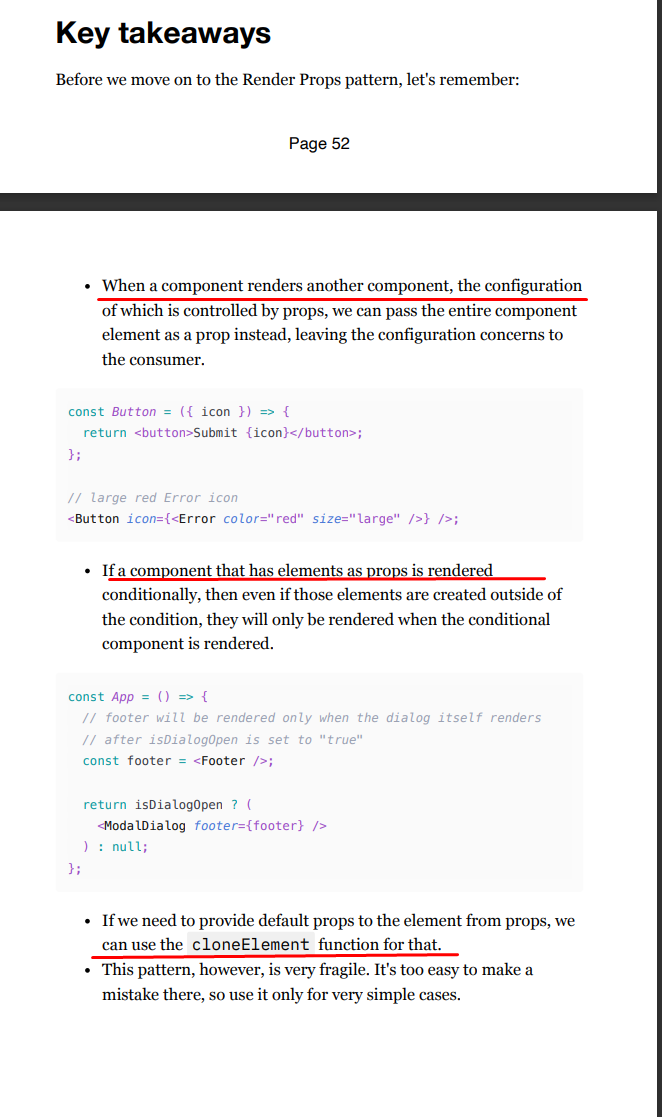 Key takeaways
Before we move on to the Render Props pattern, let's remember:
Page 52
• When a component renders another component, the configuration
of which is controlled by props, we can pass the entire component
element as a prop instead, leaving the configuration concerns to
the consumer.
const Button = ({ icon }) => {
  return <button>Submit {icon}</button>;
};
// large red Error icon
<Button icon={<Error color="red" size="large" />} />;
• If a component that has elements as props is rendered
conditionally, then even if those elements are created outside of
the condition, they will only be rendered when the conditional
component is rendered.
const App = () => {
  // footer will be rendered only when the dialog itself renders
  // after isDialogOpen is set to "true"
  const footer = <Footer />;
  return isDialogOpen ? (
    <ModalDialog footer={footer} />
  ) : null;
};
• If we need to provide default props to the element from props, we
can use the cloneElement function for that.
• This pattern, however, is very fragile. It's too easy to make a
mistake there, so use it only for very simple cases.